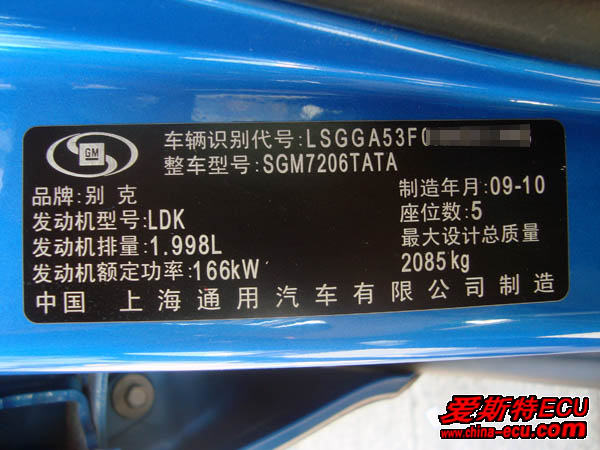 GM
车辆识别代号:LSGGA53F0
整车型号:SGM7206TATA
品牌:别克
制造年月:09-10
发动机型号:LDK
座位数:5
发动机排量:1.998L
最大设计总质量
发动机额定功率:166kW
2085kg
中国 上海通用汽车有限公司制造
爱斯特ECU
www.china-ecu.com